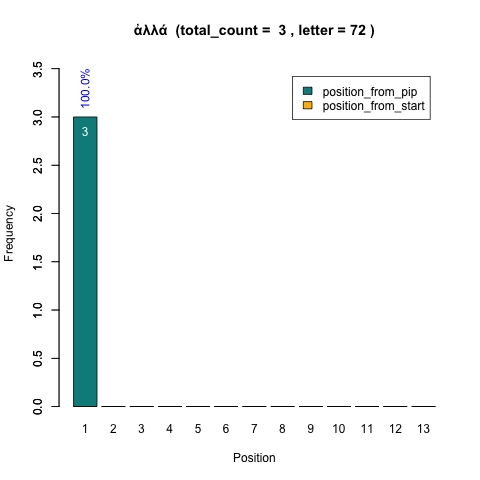 ἀλλά (total_count = 3 , letter = 72 )
3.5
3.0
2.5
2.0
1.5
1.0
0.5
0.0
Frequency
100.0%
3
position_from_pip
position_from_start
1 2 3 4 5 6 7 8 9 10 11 12 13
Position